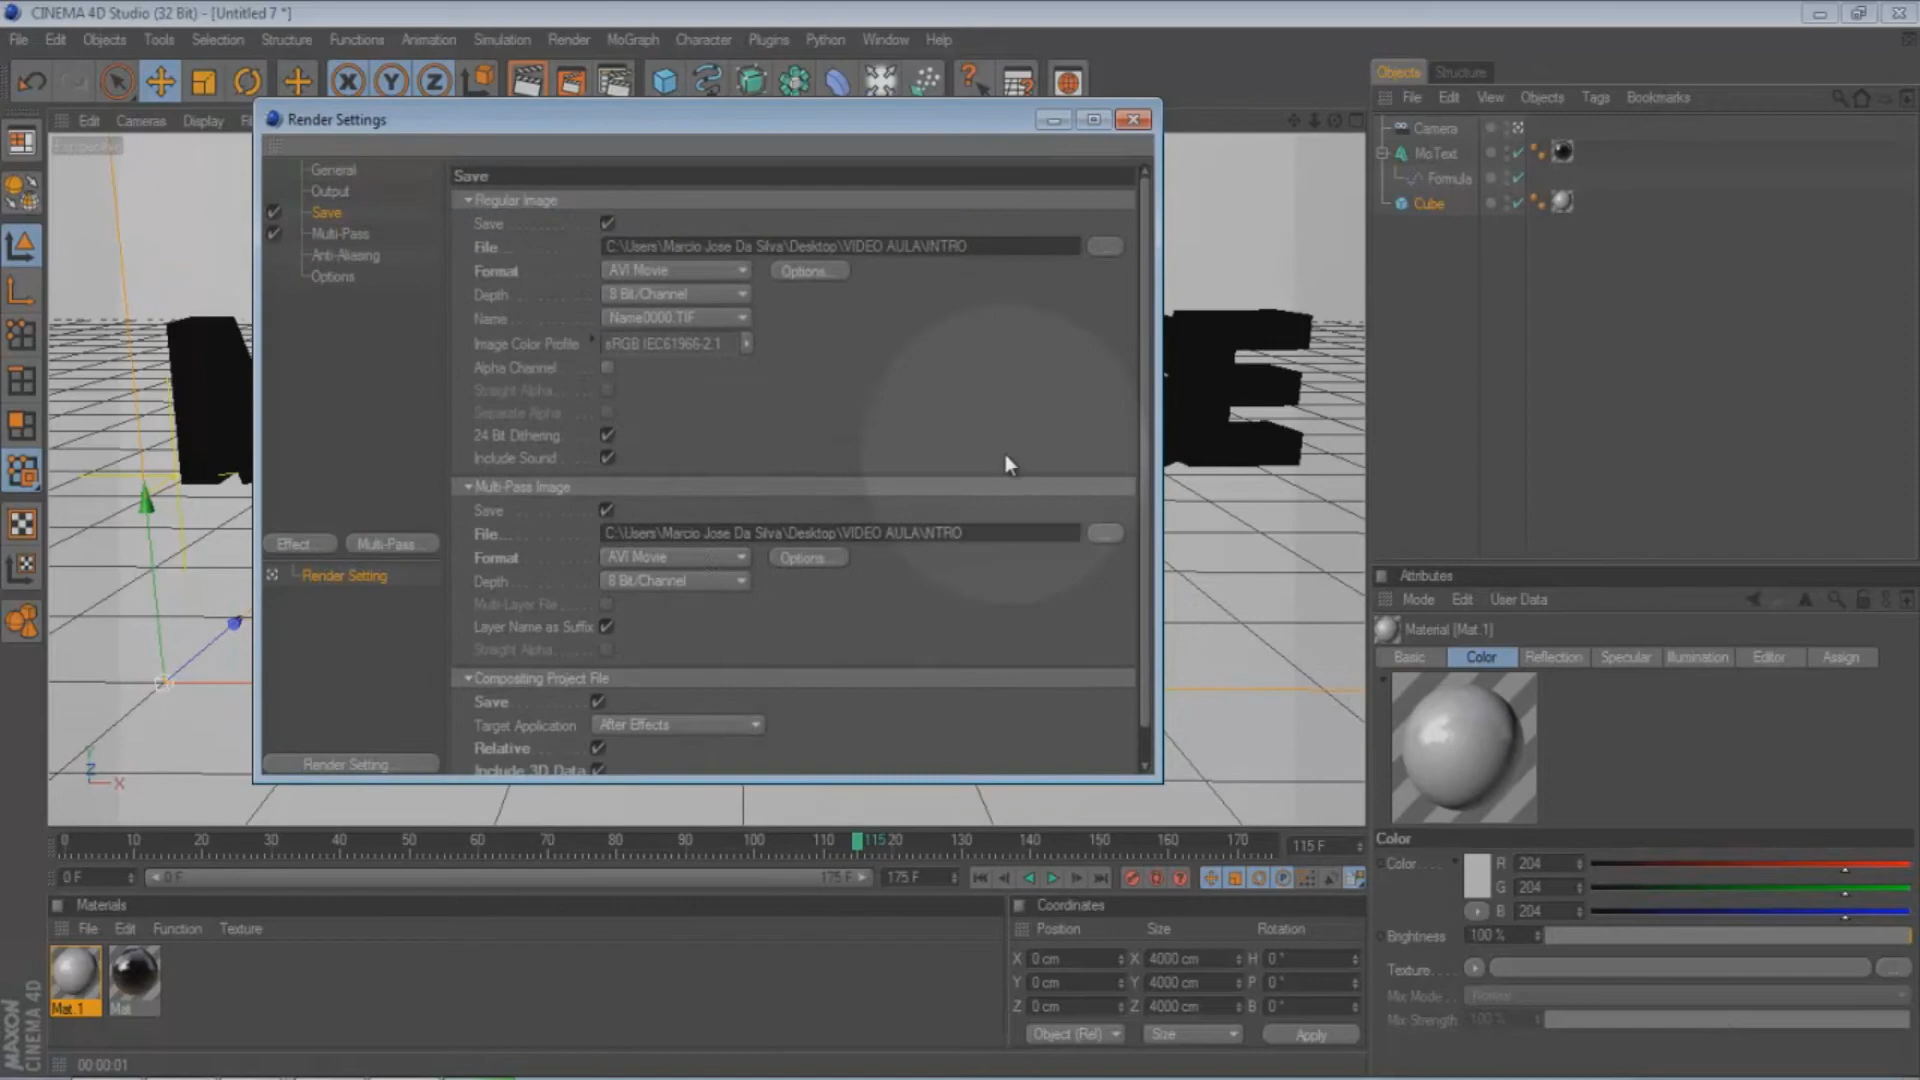 CINEMA 4D Studio (32 Bit) - [Untitled 7 *]
File Edit Objects Tools Selection Structure Functions Animation Simulation Render MoGraph Character Plugins Python Window Help
X Y Z
Objects Structure
File Edit View Objects Tags Bookmarks
Camera
MoText
Formula
Cube
Edit Cameras Display
Perspective
Render Settings
General
Output
Save
Multi-Pass
Anti-Aliasing
Options
Effect... Multi-Pass...
Render Setting
Render Setting...
Save
Regular Image
Save
File... C:\Users\Marcio Jose Da Silva\Desktop\VIDEO AULA\INTRO
Format AVI Movie Options...
Depth 8 Bit/Channel
Name Name0000.TIF
Image Color Profile sRGB IEC61966-2.1
Alpha Channel
Straight Alpha
Separate Alpha
24 Bit Dithering
Include Sound
Multi-Pass Image
Save
File... C:\Users\Marcio Jose Da Silva\Desktop\VIDEO AULA\INTRO
Format AVI Movie Options...
Depth 8 Bit/Channel
Multi-Layer File
Layer Name as Suffix
Straight Alpha
Compositing Project File
Save
Target Application After Effects
Relative
Include 3D Data
E
Y
Z
X
Attributes
Mode Edit User Data
Material [Mat.1]
Basic Color Reflection Specular Illumination Editor Assign
Color
Color R 204
G 204
B 204
Brightness 100 %
Texture
Mix Mode Normal
Mix Strength 100 %
0 10 20 30 40 50 60 70 80 90 100 110 115 120 130 140 150 160 170 115 F
0 F 0 F 175 F 175 F
Materials
File Edit Function Texture
Mat.1 Mat
Coordinates
Position Size Rotation
X 0 cm X 4000 cm H 0 °
Y 0 cm Y 4000 cm P 0 °
Z 0 cm Z 4000 cm B 0 °
Object (Rel) Size Apply
MAXON CINEMA 4D
00:00:01